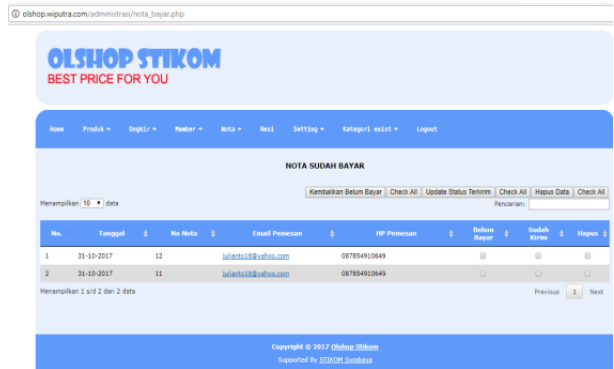 olshop.wiputra.com/administrasi/nota_bayar.php
OLSHOP STIKOM
BEST PRICE FOR YOU
Home Produk + Ongkir + Member + Nota + Resi Setting + Kategori exist + Logout
NOTA SUDAH BAYAR
Kembalikan Belum Bayar Check All Update Status Terkirim Check All Hapus Data Check All
Menampilkan 10 data Pencarian:
No. Tanggal No Nota Email Pemesan HP Pemesan Belum Bayar Sudah Kirim Hapus
1 31-10-2017 12 julianto18@yahoo.com 087854910649
2 31-10-2017 11 julianto18@yahoo.com 087854910649
Menampilkan 1 s/d 2 dari 2 data Previous 1 Next
Copyright © 2017 Olshop Stikom
Supported By STIKOM Surabaya